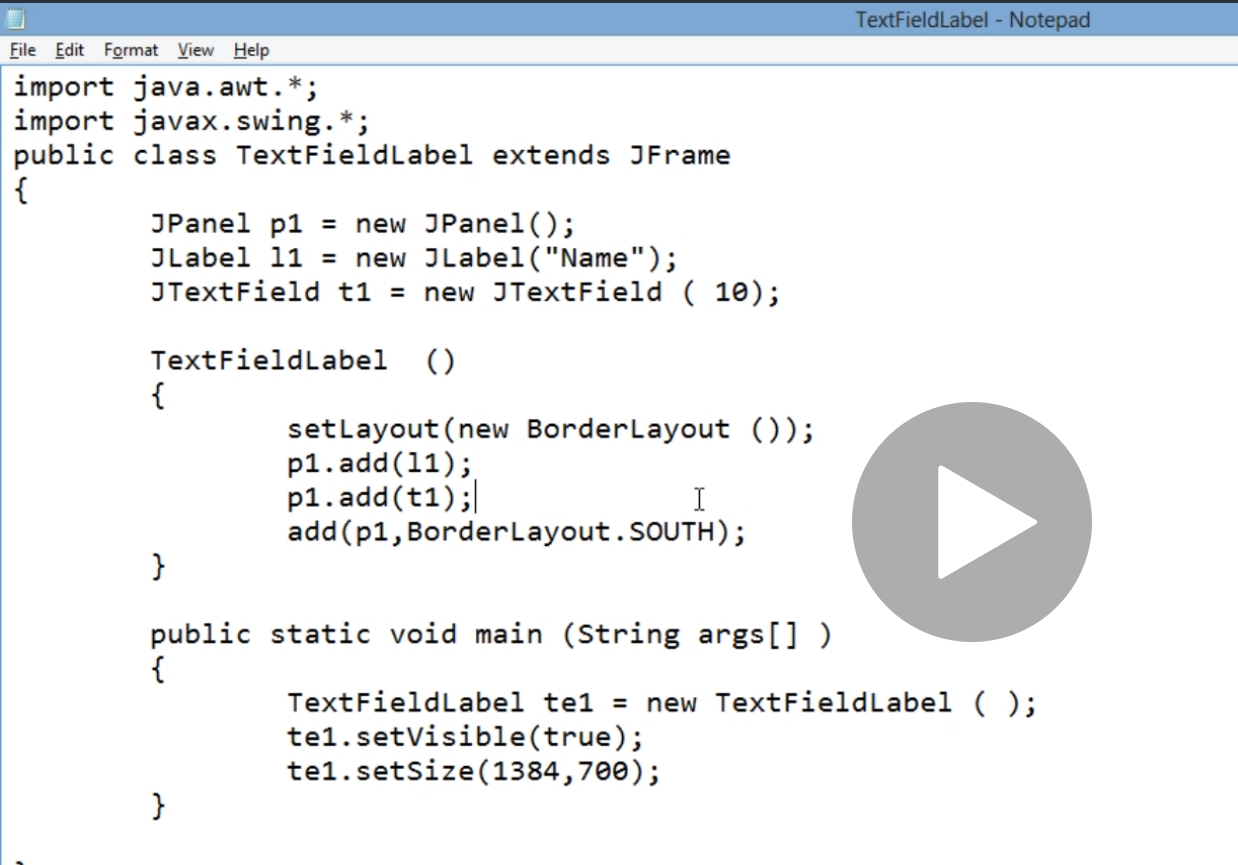 TextFieldLabel - Notepad
File Edit Format View Help
import java.awt.*;
import javax.swing.*;
public class TextFieldLabel extends JFrame
{
JPanel p1 = new JPanel();
JLabel l1 = new JLabel("Name");
JTextField t1 = new JTextField ( 10);
TextFieldLabel  ()
{
setLayout(new BorderLayout ());
p1.add(l1);
p1.add(t1);
add(p1,BorderLayout.SOUTH);
}
public static void main (String args[] )
{
TextFieldLabel te1 = new TextFieldLabel ( );
te1.setVisible(true);
te1.setSize(1384,700);
}